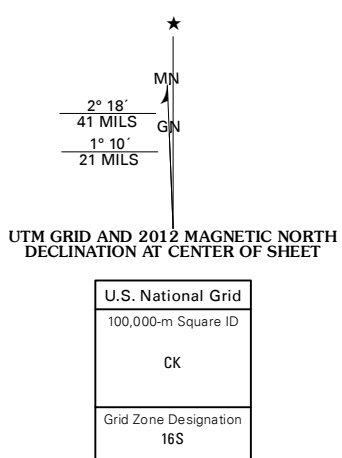 ★
MN
2° 18´
41 MILS
GN
1° 10´
21 MILS
UTM GRID AND 2012 MAGNETIC NORTH
DECLINATION AT CENTER OF SHEET
U.S. National Grid
100,000-m Square ID
CK
Grid Zone Designation
16S